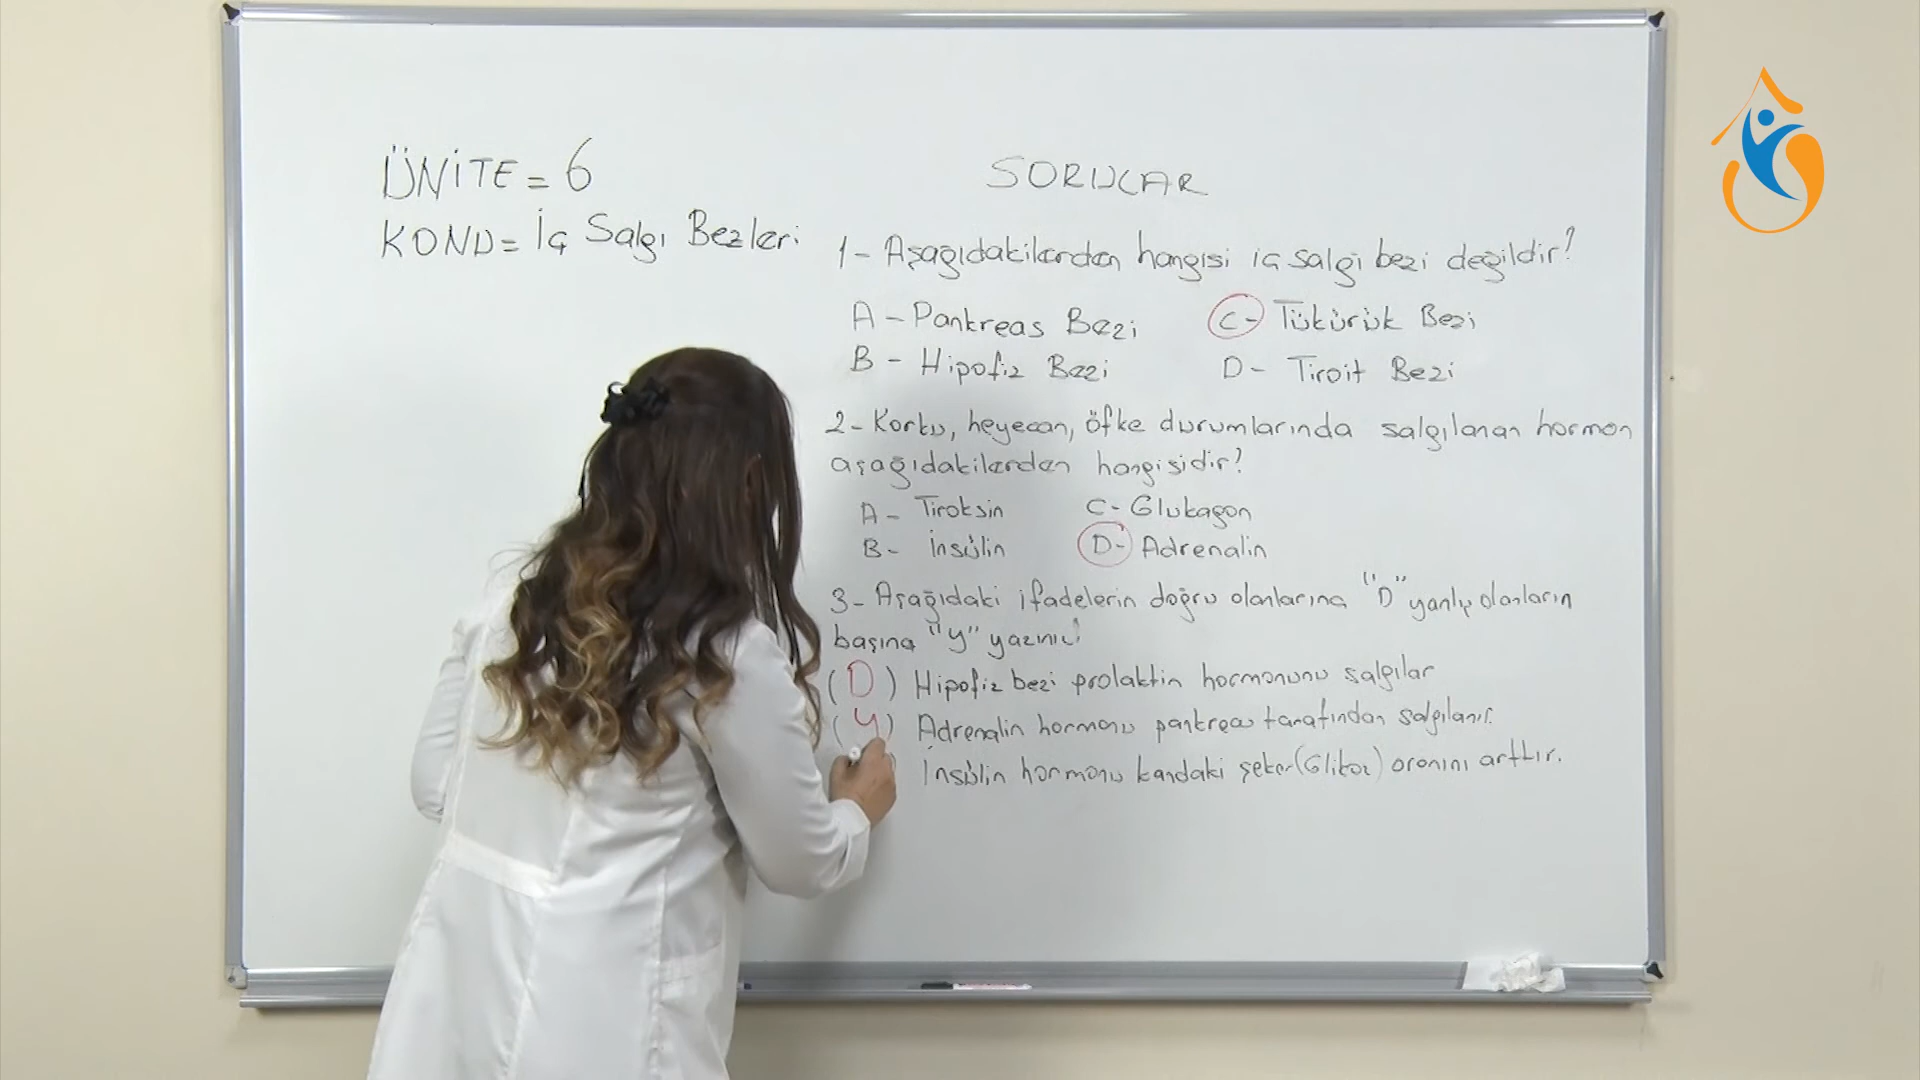 ÜNİTE = 6
KONU = İç Salgı Bezleri
SORULAR
1- Aşağıdakilerden hangisi iç salgı bezi değildir?
A - Pankreas Bezi
C- Tükürük Bezi
B - Hipofiz Bezi
D- Tiroit Bezi
2- Korku, heyecan, öfke durumlarında salgılanan hormon
aşağıdakilerden hangisidir?
A- Tiroksin
C- Glukagon
B- İnsülin
D- Adrenalin
3- Aşağıdaki ifadelerin doğru olanlarına "D" yanlış olanların
başına "y" yazınız!
( D ) Hipofiz bezi prolaktin hormonunu salgılar
( y ) Adrenalin hormonu pankreas tarafından salgılanır.
İnsülin hormonu kandaki şeker(Glikoz) oranını arttır.